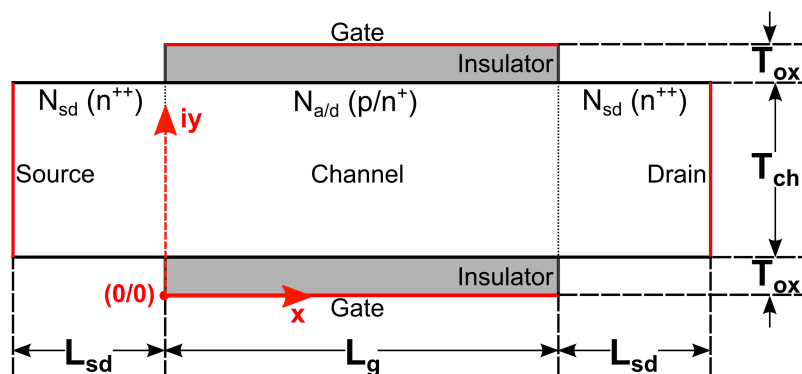 Gate
Insulator
T_ox
N_sd (n^++) N_a/d (p/n^+) N_sd (n^++)
iy
Source Channel Drain
T_ch
Insulator
T_ox
(0/0)
x
Gate
L_sd L_g L_sd